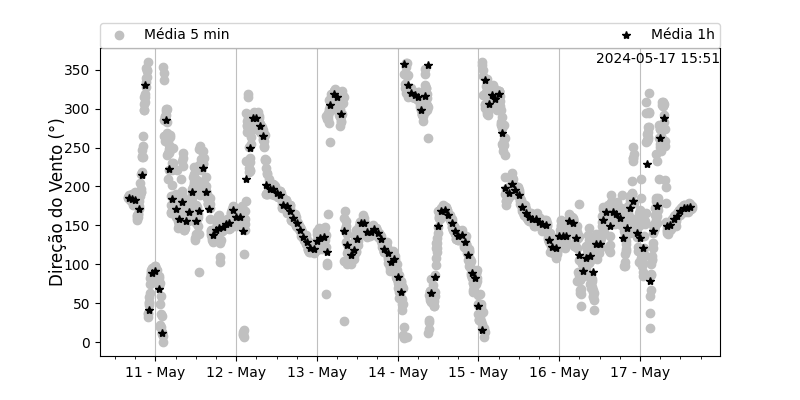 Média 5 min
Média 1h
2024-05-17 15:51
Direção do Vento (°)
350
300
250
200
150
100
50
0
11 - May
12 - May
13 - May
14 - May
15 - May
16 - May
17 - May